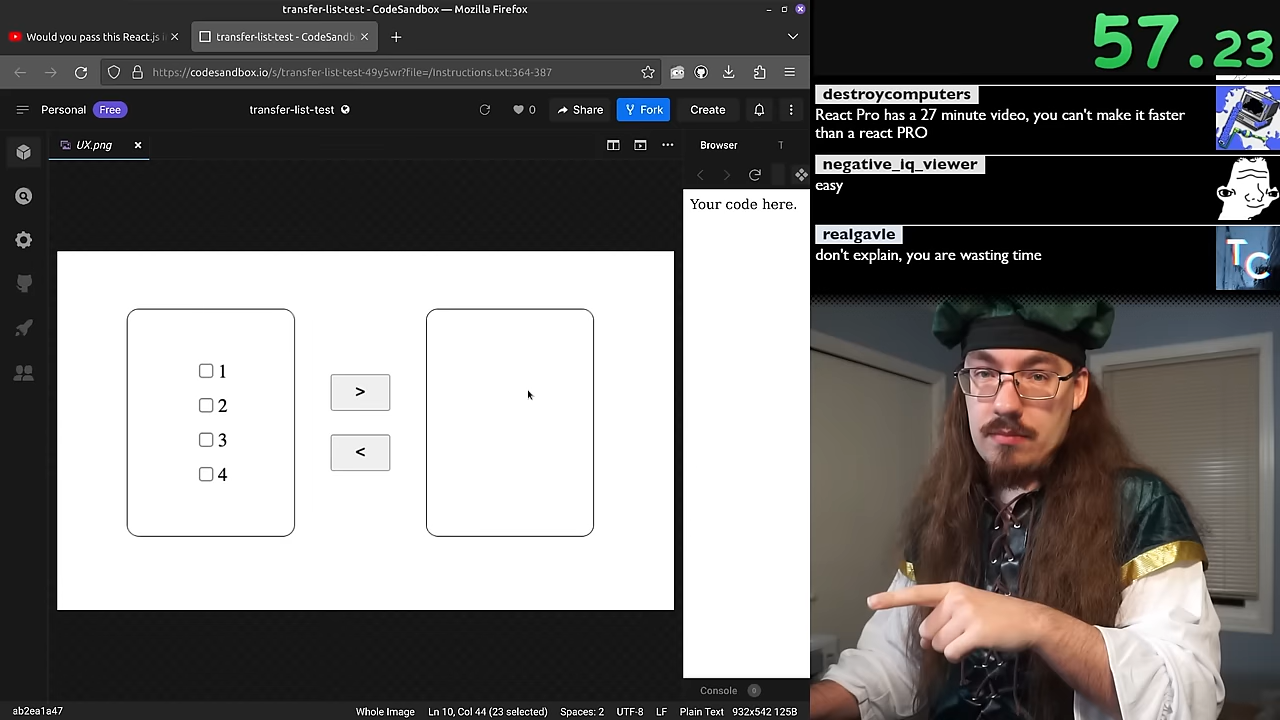 transfer-list-test - CodeSandbox — Mozilla Firefox
Would you pass this React.js i
transfer-list-test - CodeSandb
https://codesandbox.io/s/transfer-list-test-49y5wr?file=/Instructions.txt:364-387
Personal Free
transfer-list-test
0
Share
Fork
Create
UX.png
Browser
T
Your code here.
1
2
3
4
>
<
Console 0
ab2ea1a47
Whole Image
Ln 10, Col 44 (23 selected)
Spaces: 2
UTF-8
LF
Plain Text
932x542 125B
57.23
destroycomputers
React Pro has a 27 minute video, you can't make it faster
than a react PRO
negative_iq_viewer
easy
realgavle
don't explain, you are wasting time
TC